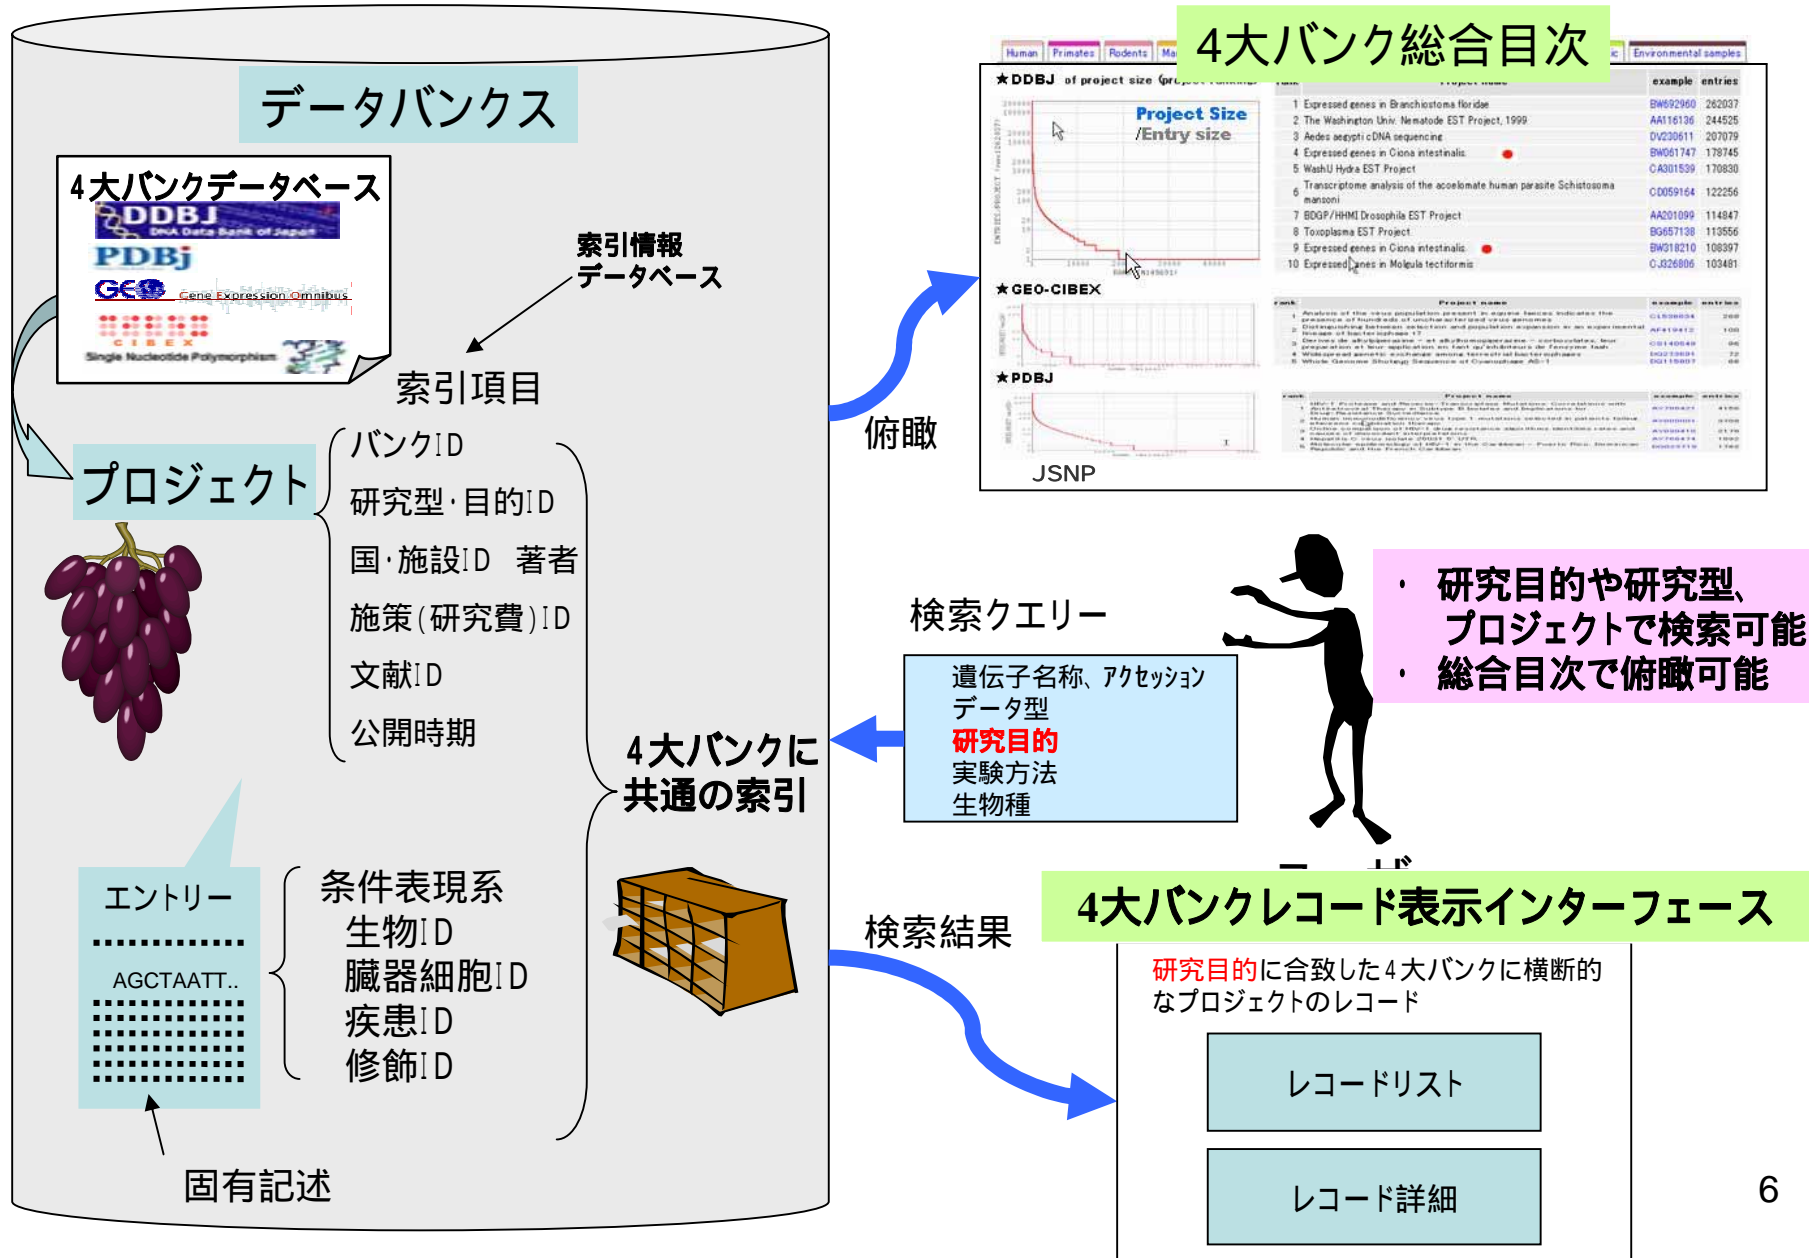 データバンクス
4大バンクデータベース
DDBJ
DNA Data Bank of Japan
PDBj
GEO Gene Expression Omnibus
CIBEX
Single Nucleotide Polymorphism
索引情報
データベース
索引項目
プロジェクト
バンクID
研究型・目的ID
国・施設ID 著者
施策(研究費)ID
文献ID
公開時期
4大バンクに
共通の索引
エントリー
AGCTAATT..
条件表現系
生物ID
臓器細胞ID
疾患ID
修飾ID
固有記述
俯瞰
4大バンク総合目次
Human Primates Rodents
Environmental samples
★DDBJ of project size
Project Size
/Entry size
example entries
1 Expressed genes in Branchiostoma floridae BW692960 262037
2 The Washington Univ. Nematode EST Project, 1999 AA116136 244525
3 Aedes aegypti cDNA sequencing DV230611 207079
4 Expressed genes in Ciona intestinalis BW061747 178745
5 WashU Hydra EST Project CA301539 170830
6 Transcriptome analysis of the acoelomate human parasite Schistosoma
mansoni CD059164 122256
7 BDGP/HHMI Drosophila EST Project AA201099 114847
8 Toxoplasma EST Project BG657138 113556
9 Expressed genes in Ciona intestinalis BW318210 108397
10 Expressed genes in Molgula tectiformis CJ326806 103481
★GEO-CIBEX
rank Project name example entries
★PDBJ
rank Project name example entries
JSNP
検索クエリー
遺伝子名称、アクセッション
データ型
研究目的
実験方法
生物種
・ 研究目的や研究型、
プロジェクトで検索可能
・ 総合目次で俯瞰可能
検索結果
4大バンクレコード表示インターフェース
研究目的に合致した4大バンクに横断的
なプロジェクトのレコード
レコードリスト
レコード詳細
6